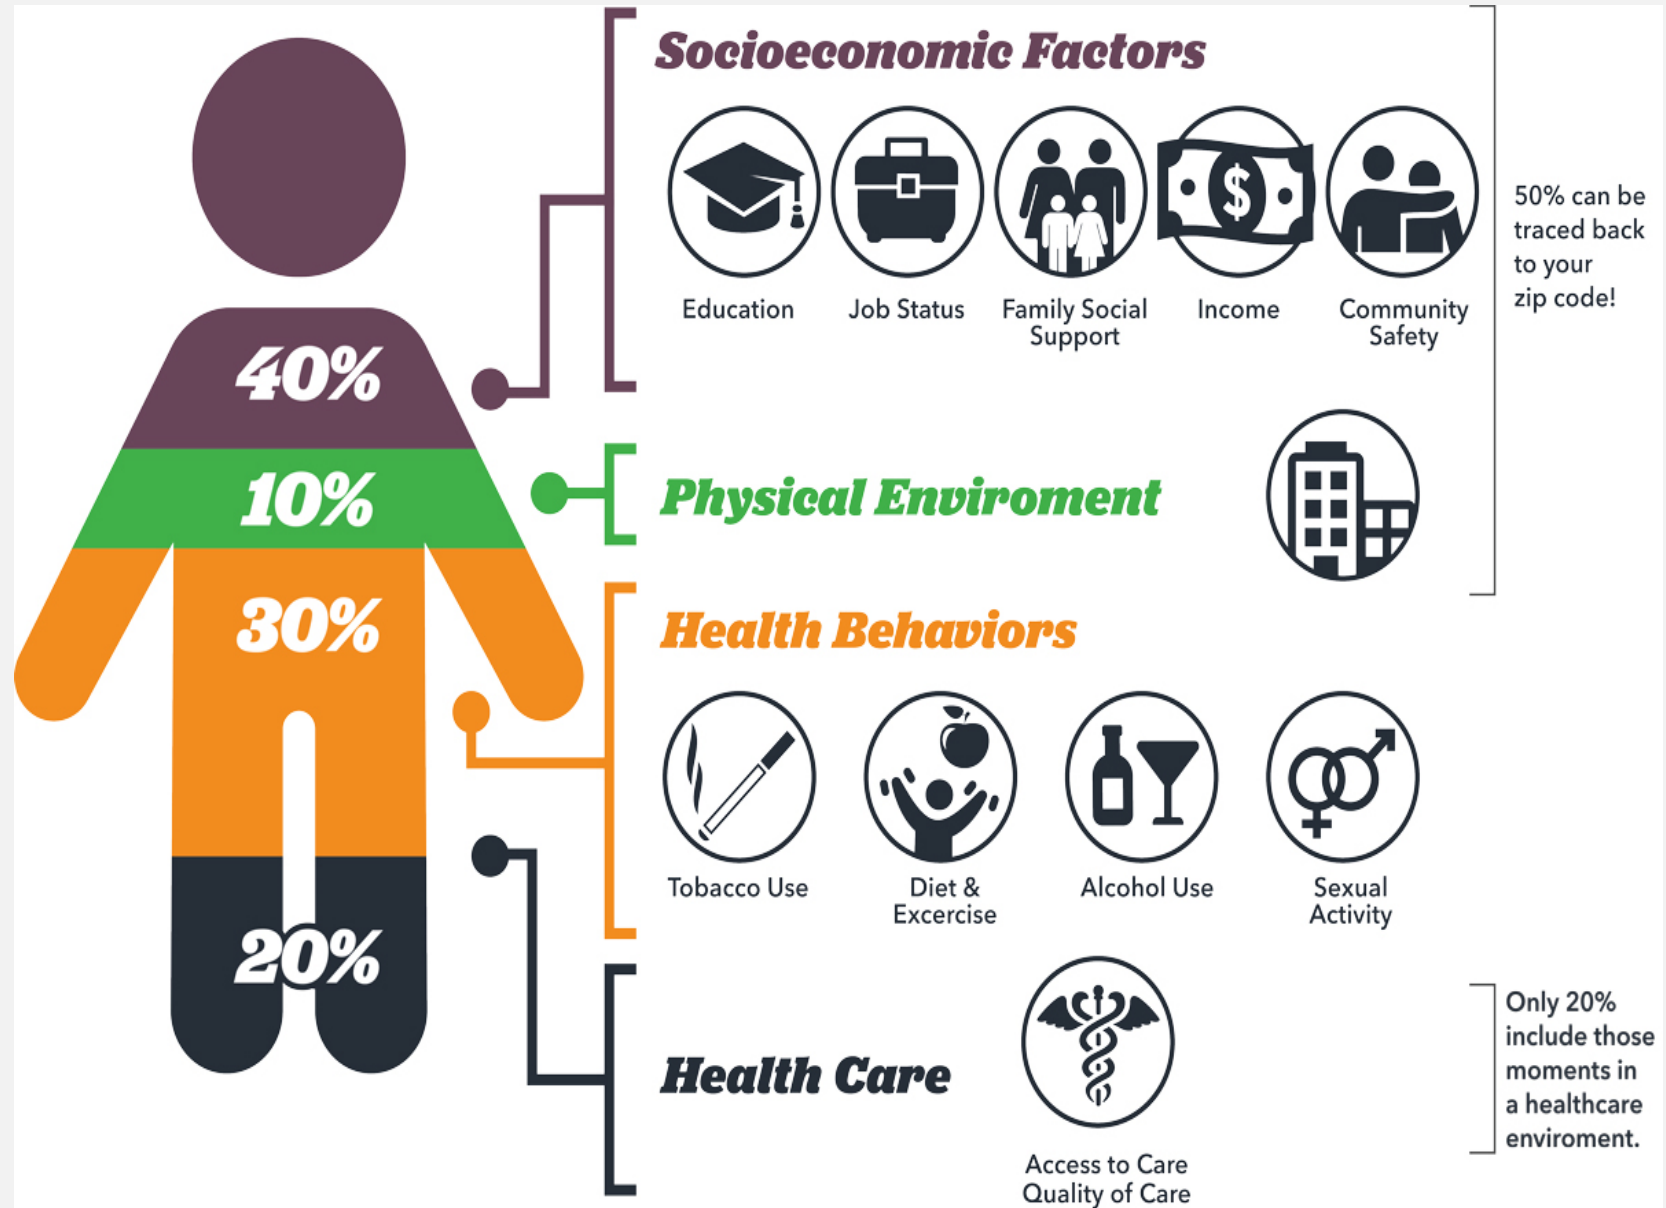 Socioeconomic Factors
Education
Job Status
Family Social
Support
Income
Community
Safety
50% can be
traced back
to your
zip code!
40%
10%
Physical Enviroment
30%
Health Behaviors
Tobacco Use
Diet &
Excercise
Alcohol Use
Sexual
Activity
20%
Health Care
Access to Care
Quality of Care
Only 20%
include those
moments in
a healthcare
enviroment.
$